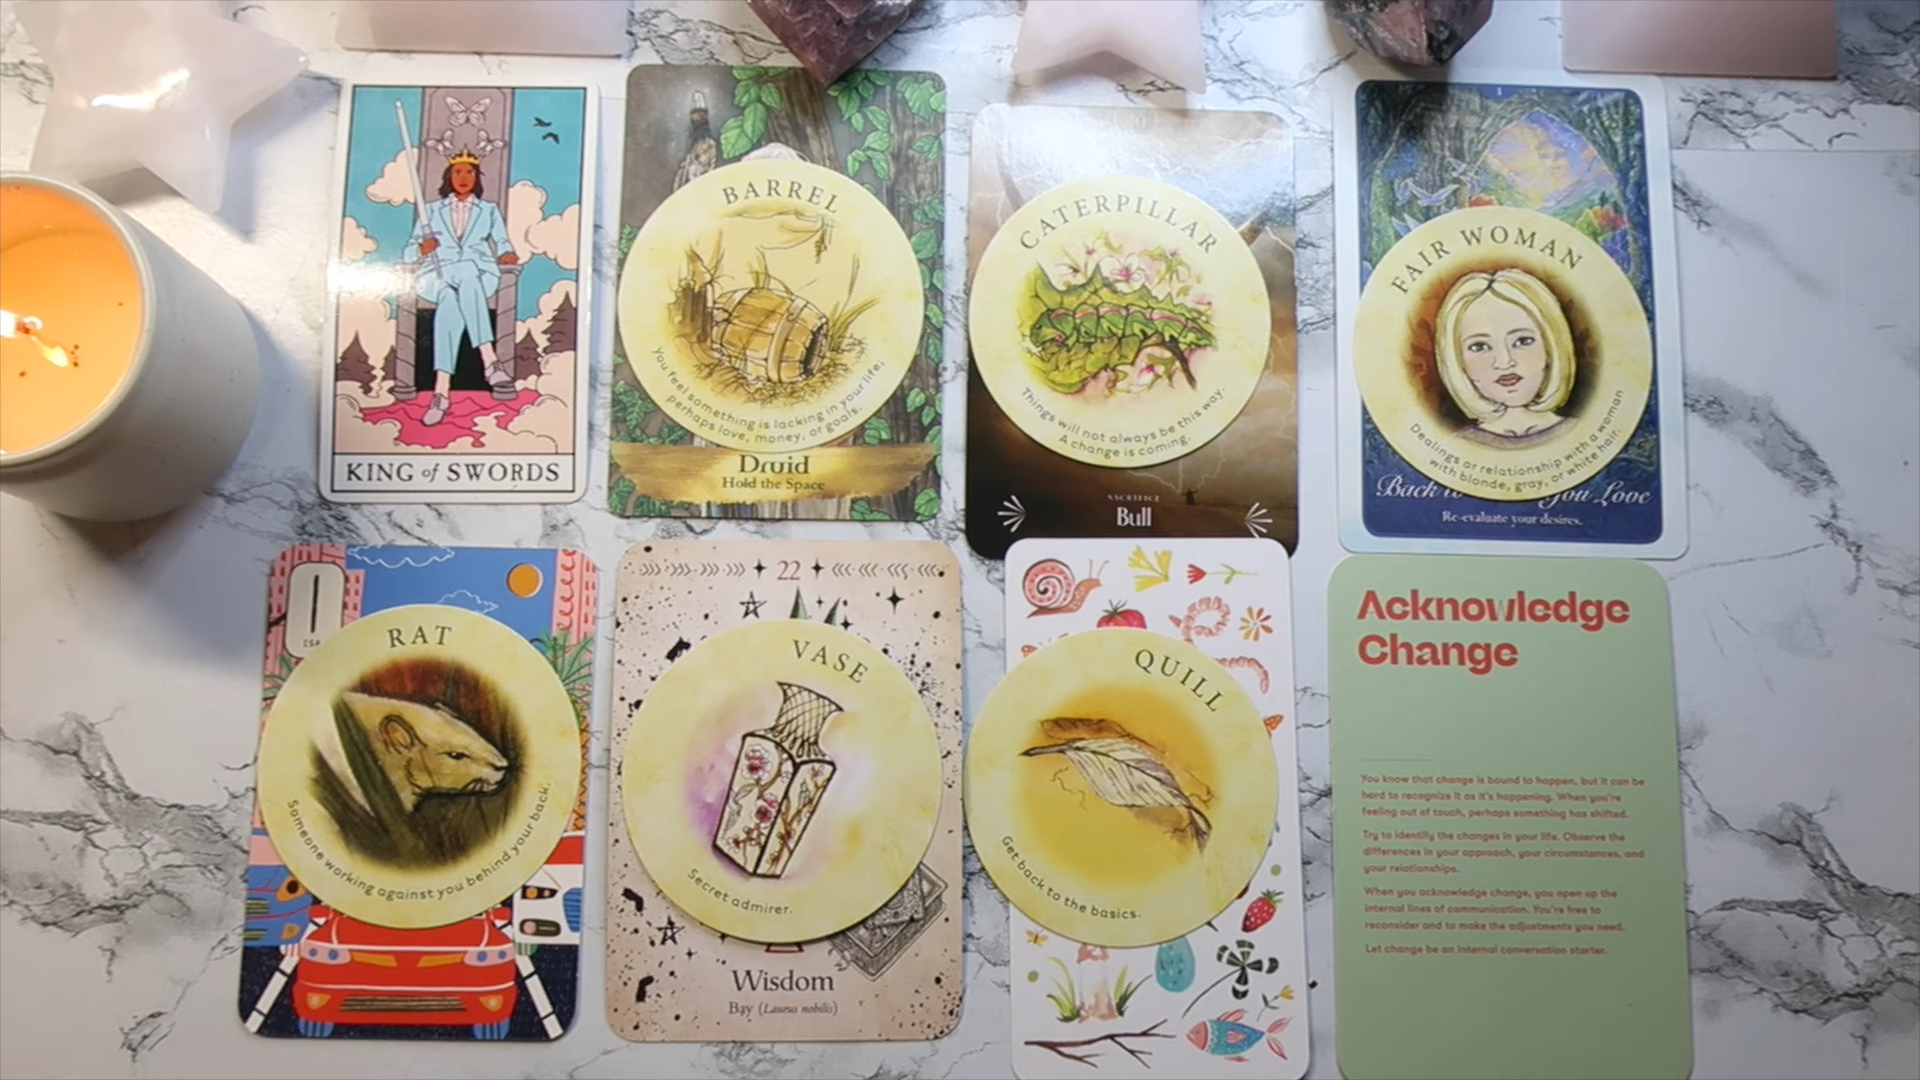 KING of SWORDS
BARREL
You feel something is lacking in your life;
perhaps love, money, or goals.
Druid
Hold the Space
CATERPILLAR
Things will not always be this way.
A change is coming.
SACRIFICE
Bull
FAIR WOMAN
Dealings or relationship with a woman
with blonde, gray, or white hair.
Back to you Love
Re-evaluate your desires.
RAT
Someone working against you behind your back.
22
VASE
Secret admirer.
Wisdom
Bay (Laurus nobilis)
QUILL
Get back to the basics.
Acknowledge
Change
You know that change is bound to happen, but it can be
hard to recognize it as it's happening. When you're
feeling out of touch, perhaps something has shifted.
Try to identify the changes in your life. Observe the
differences in your approach, your circumstances, and
your relationships.
When you acknowledge change, you open up the
internal lines of communication. You're free to
reconsider and to make the adjustments you need.
Let change be an internal conversation starter.